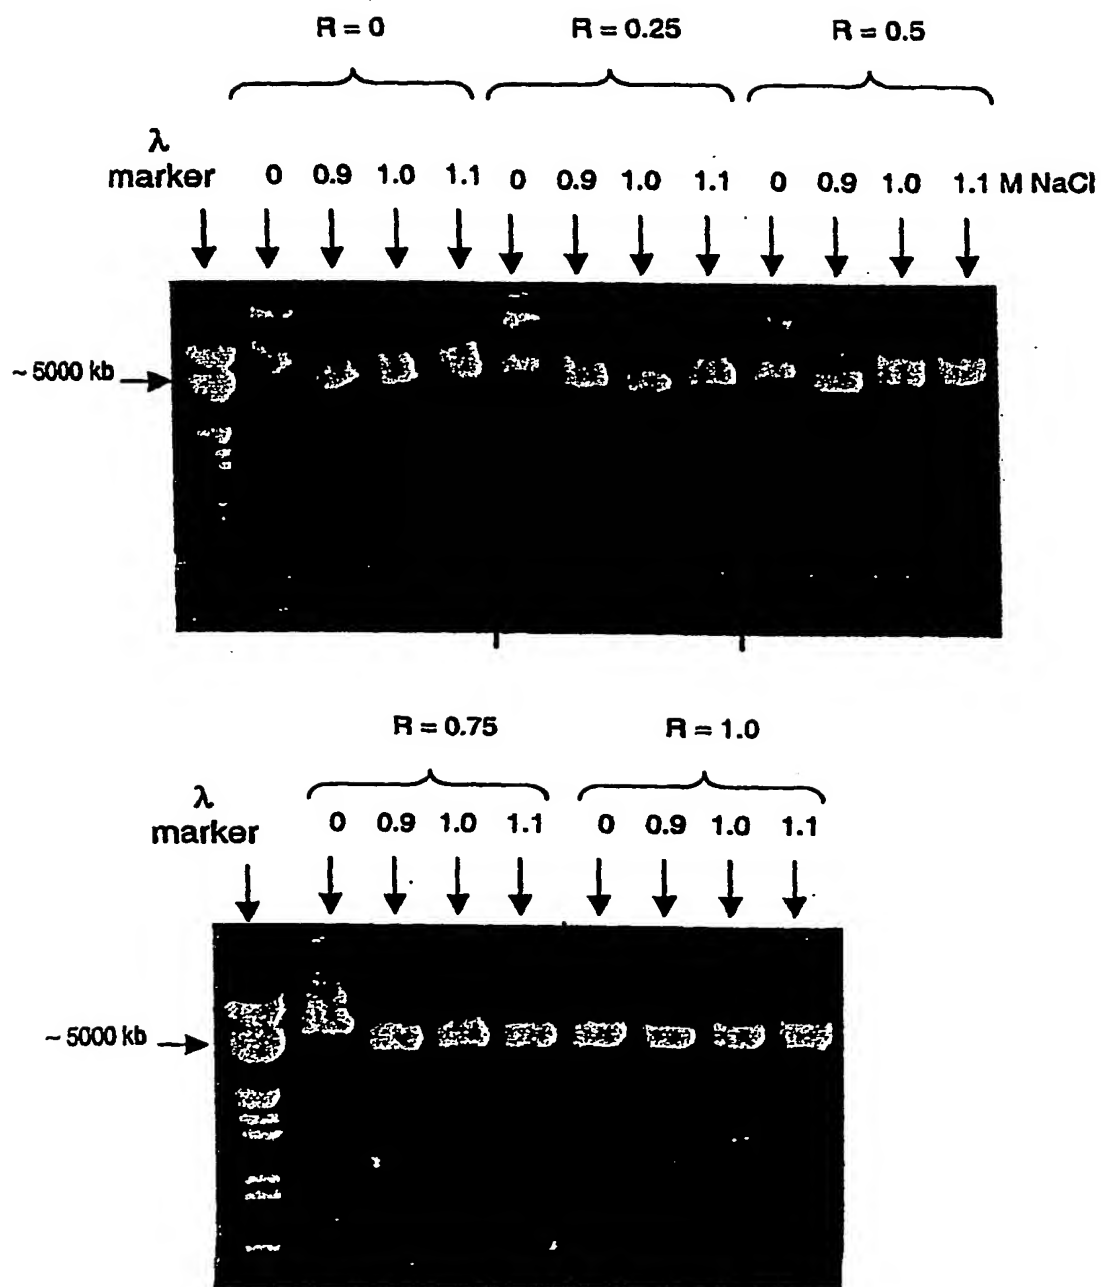 R = 0 R = 0.25 R = 0.5
λ
marker 0 0.9 1.0 1.1 0 0.9 1.0 1.1 0 0.9 1.0 1.1 M NaCl
~ 5000 kb
R = 0.75 R = 1.0
λ
marker 0 0.9 1.0 1.1 0 0.9 1.0 1.1
~ 5000 kb